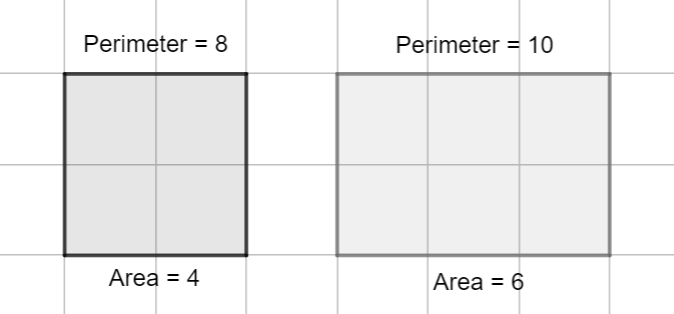 Perimeter = 8
Perimeter = 10
Area = 4
Area = 6